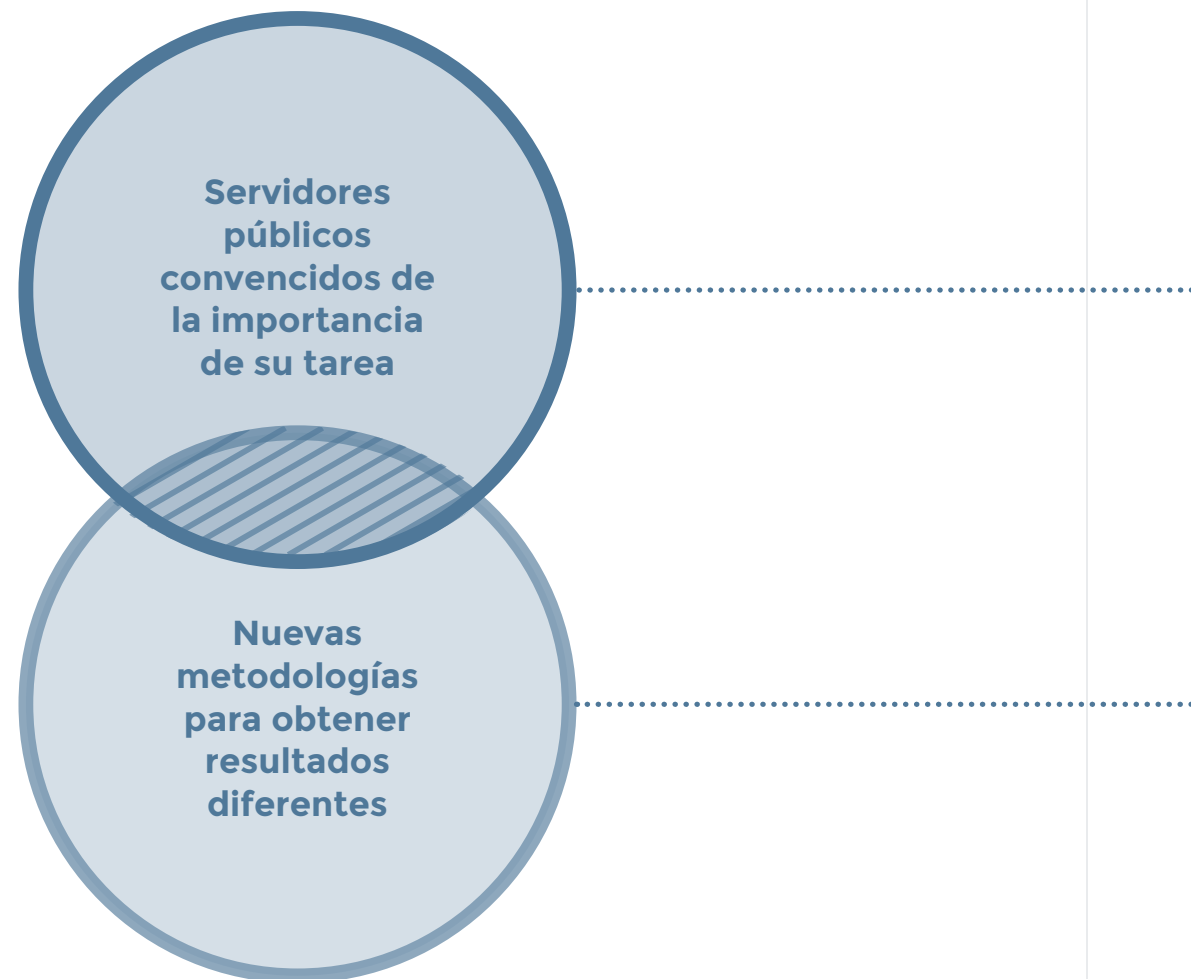 Servidores
públicos
convencidos de
la importancia
de su tarea
Nuevas
metodologías
para obtener
resultados
diferentes